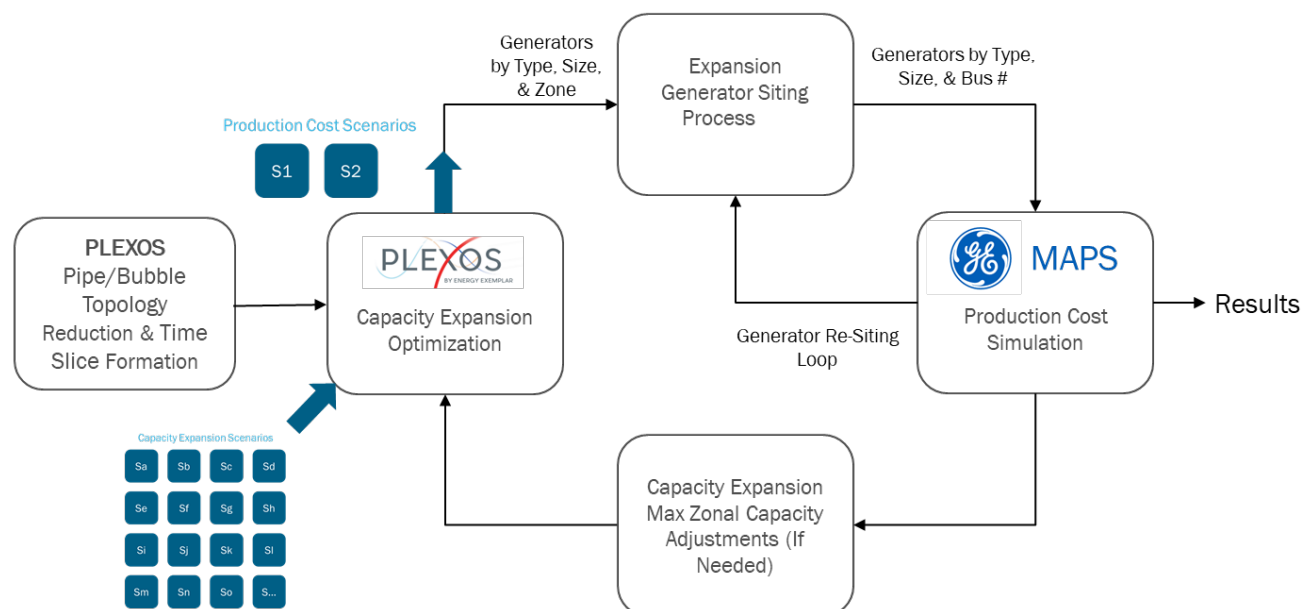 Generators
by Type, Size,
& Zone
Expansion
Generator Siting
Process
Generators by Type,
Size, & Bus #
Production Cost Scenarios
S1
S2
PLEXOS
Pipe/Bubble
Topology
Reduction & Time
Slice Formation
PLEXOS
BY ENERGY EXEMPLAR
Capacity Expansion
Optimization
GE
MAPS
Production Cost
Simulation
Results
Generator Re-Siting
Loop
Capacity Expansion Scenarios
Sa Sb Sc Sd
Se Sf Sg Sh
Si Sj Sk Sl
Sm Sn So S...
Capacity Expansion
Max Zonal Capacity
Adjustments (If
Needed)